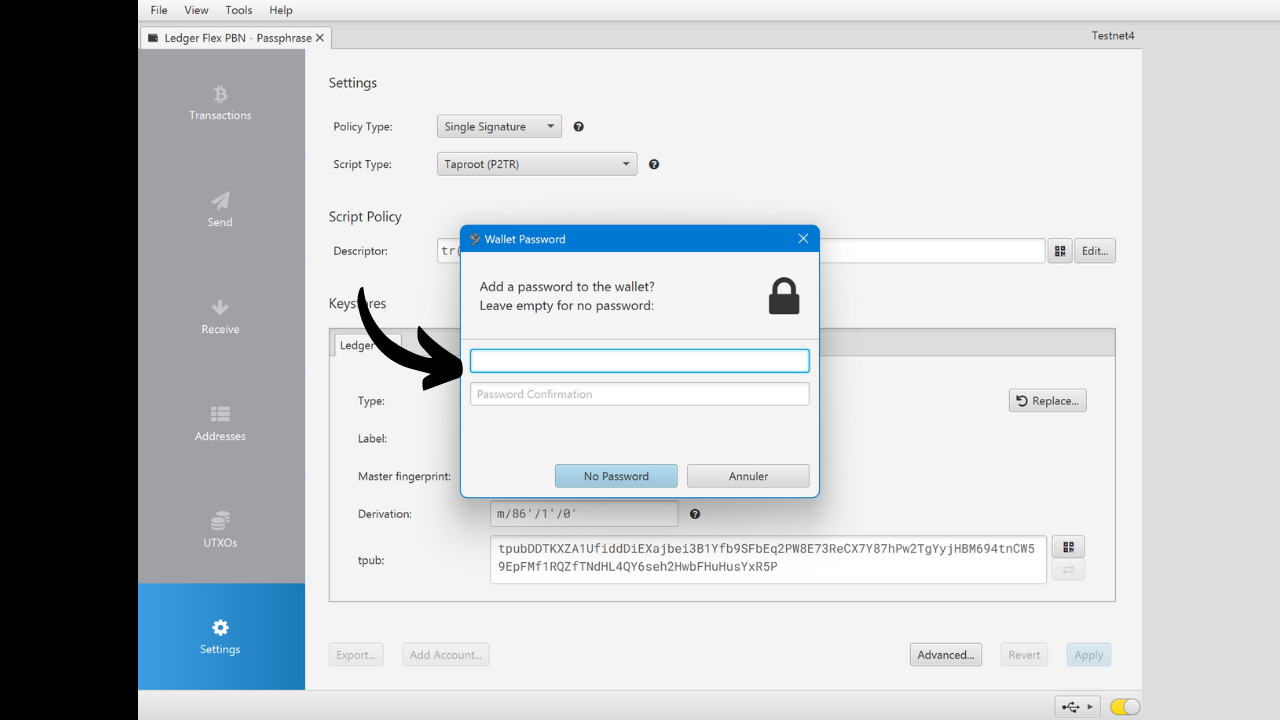 File View Tools Help
Ledger Flex PBN - Passphrase
Testnet4
Transactions
Send
Receive
Addresses
UTXOs
Settings
Settings
Policy Type: Single Signature
Script Type: Taproot (P2TR)
Script Policy
Descriptor: tr( Edit...
Wallet Password
Add a password to the wallet?
Leave empty for no password:
Password Confirmation
No Password Annuler
Ledger
Type: Replace...
Label:
Master fingerprint:
Derivation: m/86'/1'/0'
tpub: tpubDDTKXZA1UfiddDiEXajbei3B1Yfb9SFbEq2PW8E73ReCX7Y87hPw2TgYyjHBM694tnCW5
9EpFMf1RQZfTNdHL4QY6seh2HwbFHuHusYxR5P
Export... Add Account... Advanced... Revert Apply